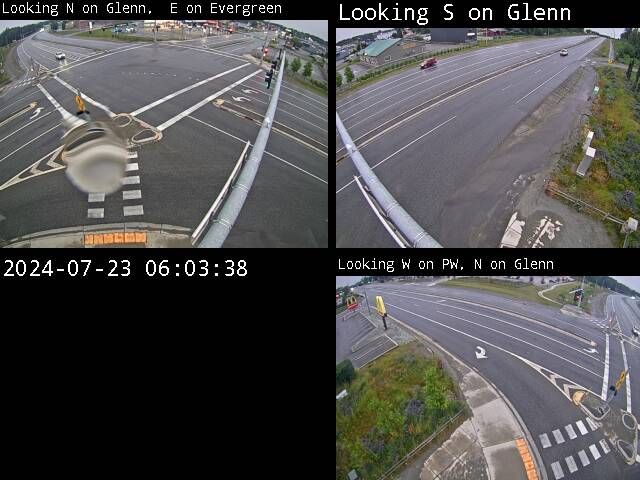 Looking N on Glenn,  E on Evergreen
Looking S on Glenn
2024-07-23 06:03:38
Looking W on PW, N on Glenn